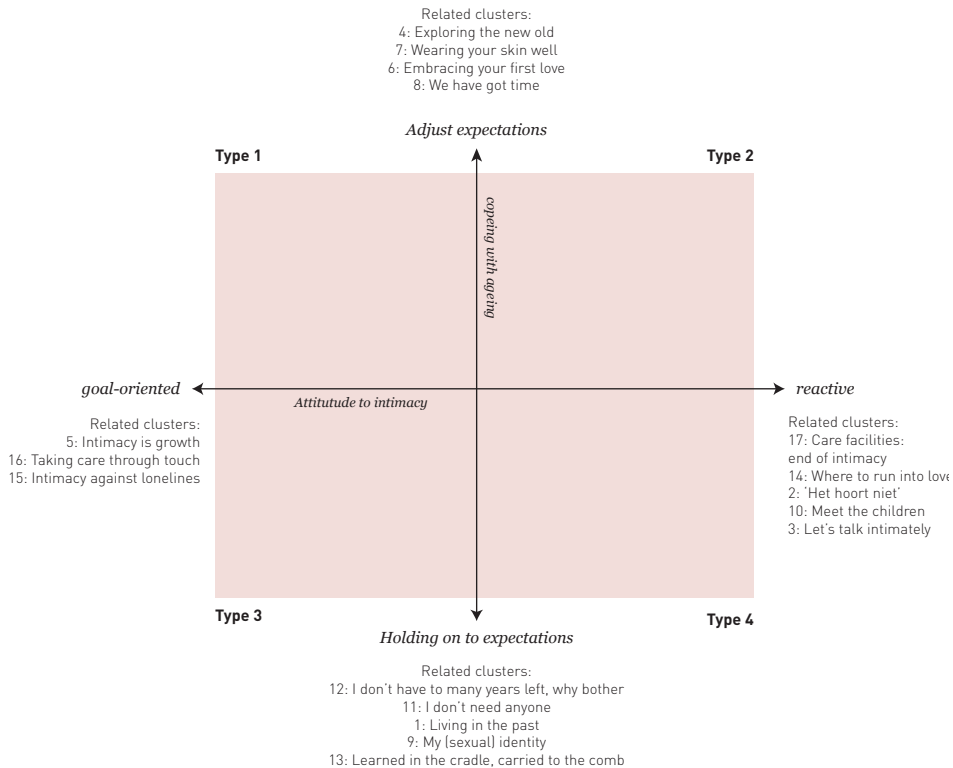 Related clusters:
4: Exploring the new old
7: Wearing your skin well
6: Embracing your first love
8: We have got time
Adjust expectations
Type 1
Type 2
copeing with ageing
goal-oriented
reactive
Attitutude to intimacy
Related clusters:
5: Intimacy is growth
16: Taking care through touch
15: Intimacy against lonelines
Related clusters:
17: Care facilities:
end of intimacy
14: Where to run into love
2: 'Het hoort niet'
10: Meet the children
3: Let's talk intimately
Type 3
Type 4
Holding on to expectations
Related clusters:
12: I don't have to many years left, why bother
11: I don't need anyone
1: Living in the past
9: My (sexual) identity
13: Learned in the cradle, carried to the comb